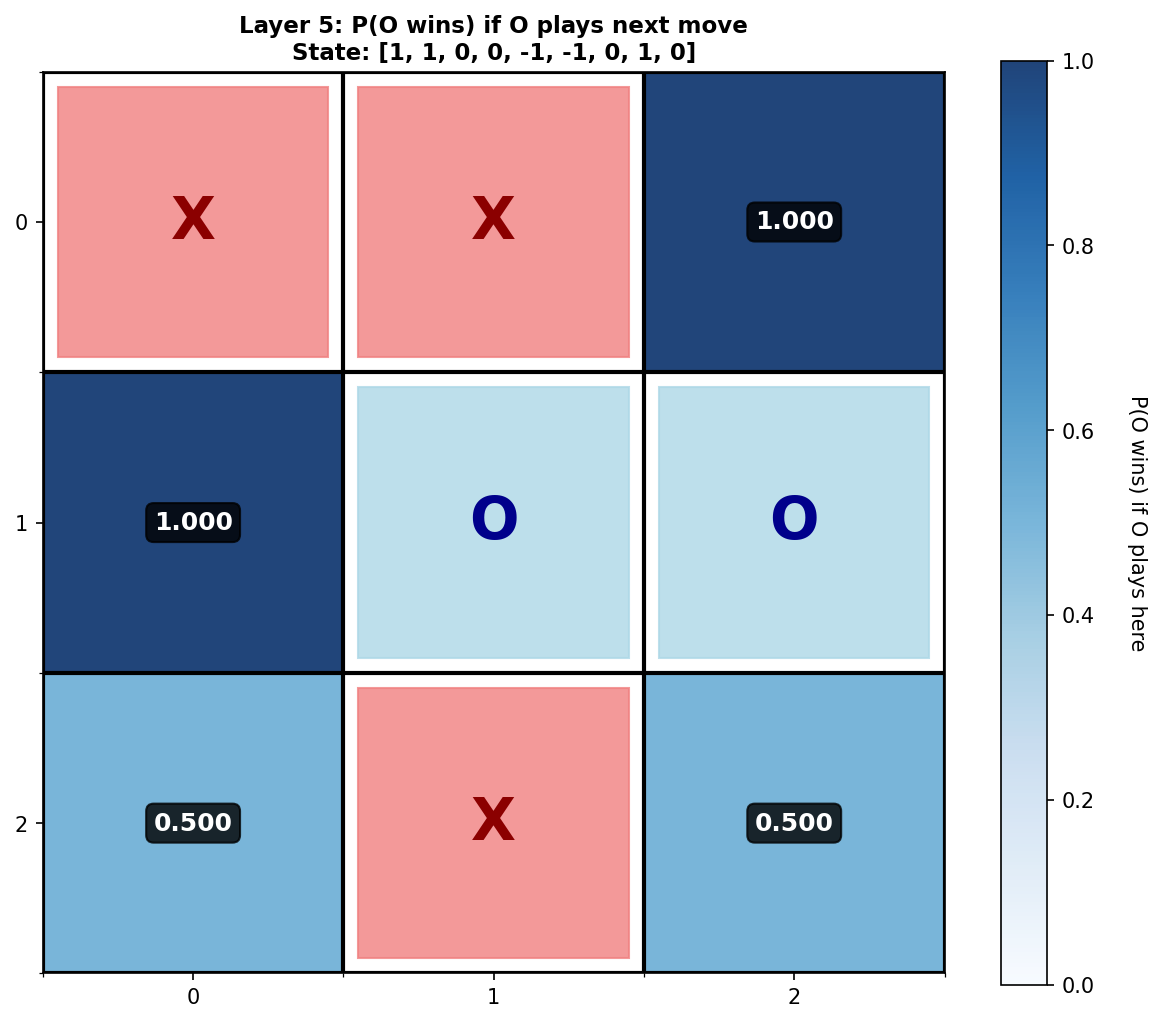 Layer 5: P(O wins) if O plays next move
State: [1, 1, 0, 0, -1, -1, 0, 1, 0]
0
X
X
1.000
1
1.000
O
O
2
0.500
X
0.500
0
1
2
1.0
0.8
0.6
0.4
0.2
0.0
P(O wins) if O plays here